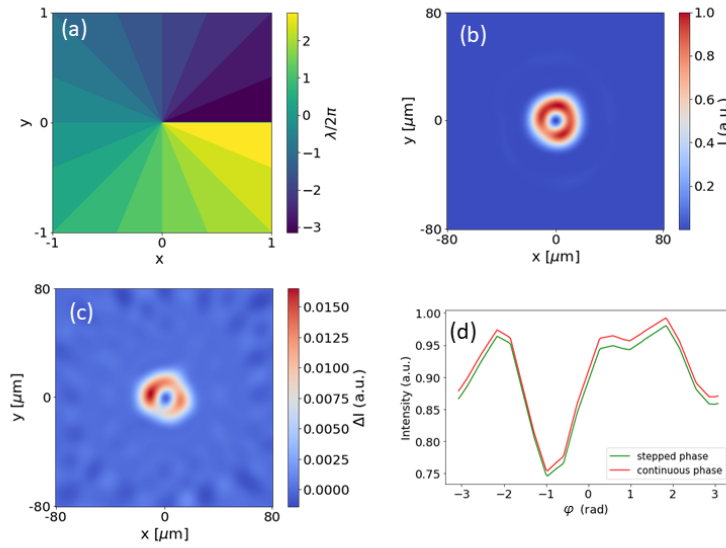 (a)
1
0
-1
y
-1
0
1
x
2
1
0
-1
-2
-3
λ/2π
(b)
80
0
-80
y [μm]
-80
0
80
x [μm]
1.0
0.8
0.6
0.4
0.2
I (a.u.)
(c)
80
0
-80
y [μm]
-80
0
80
x [μm]
0.0150
0.0125
0.0100
0.0075
0.0050
0.0025
0.0000
ΔI (a.u.)
(d)
1.00
0.95
0.90
0.85
0.80
0.75
Intensity (a.u.)
stepped phase
continuous phase
-3
-2
-1
0
1
2
3
φ (rad)